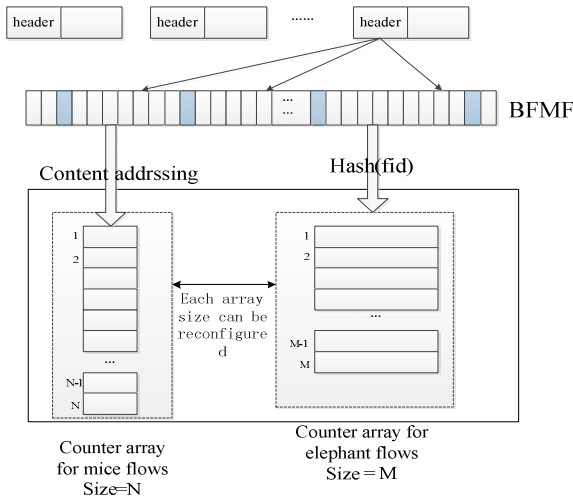 header header ...... header
...
...
BFMF
Content addrssing
Hash(fid)
1
2
...
N-1
N
Each array
size can be
reconfigure
d
1
2
...
M-1
M
Counter array
for mice flows
Size=N
Counter array for
elephant flows
Size = M